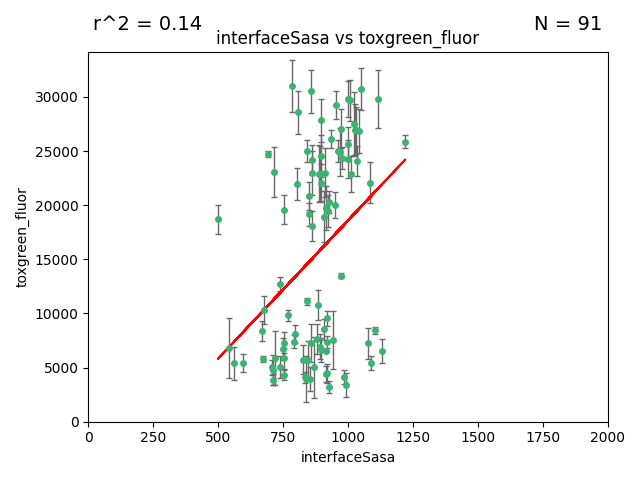 r^2 = 0.14
N = 91
interfaceSasa vs toxgreen_fluor
toxgreen_fluor
30000
25000
20000
15000
10000
5000
0
0 250 500 750 1000 1250 1500 1750 2000
interfaceSasa